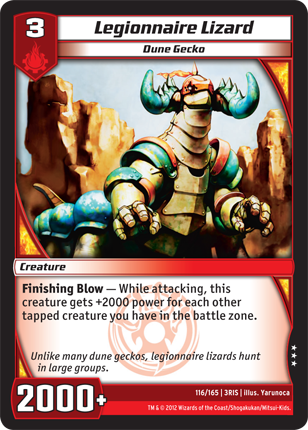 3
Legionnaire Lizard
Dune Gecko
Creature
Finishing Blow — While attacking, this
creature gets +2000 power for each other
tapped creature you have in the battle zone.
Unlike many dune geckos, legionnaire lizards hunt
in large groups.
2000+
116/165 | 3RIS | illus. Yarunoca
TM & © 2012 Wizards of the Coast/Shogakukan/Mitsui-Kids.